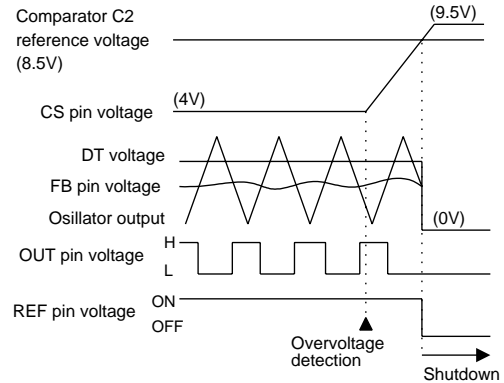 Comparator C2
reference voltage
(8.5V)
(9.5V)
(4V)
CS pin voltage
DT voltage
FB pin voltage
Osillator output
(0V)
H
OUT pin voltage
L
ON
REF pin voltage
OFF
Overvoltage
detection
Shutdown